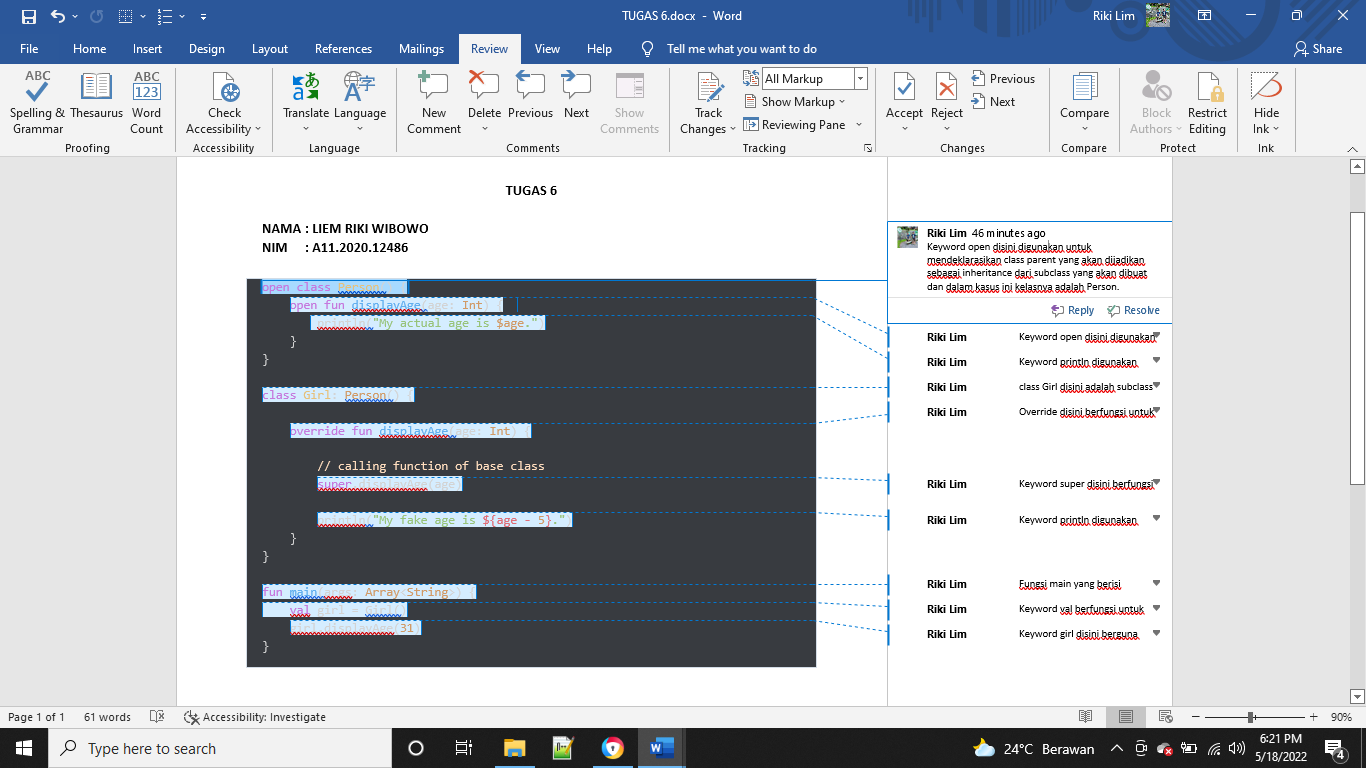 TUGAS 6.docx - Word
Riki Lim
File Home Insert Design Layout References Mailings Review View Help Tell me what you want to do Share
Spelling & Grammar
Thesaurus
Word Count
Proofing
Check Accessibility
Accessibility
Translate
Language
Language
New Comment
Delete
Previous
Next
Show Comments
Comments
Track Changes
All Markup
Show Markup
Reviewing Pane
Tracking
Accept
Reject
Previous
Next
Changes
Compare
Compare
Block Authors
Restrict Editing
Protect
Hide Ink
Ink
TUGAS 6
NAMA : LIEM RIKI WIBOWO
NIM : A11.2020.12486
open class Person
open fun displayAge(age: Int) {
println("My actual age is $age.")
}
}
class Girl: Person() {
override fun displayAge(age: Int) {
// calling function of base class
super.displayAge(age)
println("My fake age is ${age - 5}.")
}
}
fun main(args: Array<String>) {
val girl = Girl()
girl.displayAge(31)
}
Riki Lim 46 minutes ago
Keyword open disini digunakan untuk
mendeklarasikan class parent yang akan dijadikan
sebagai inheritance dari subclass yang akan dibuat
dan dalam kasus ini kelasnya adalah Person.
Reply Resolve
Riki Lim Keyword open disini digunakan
Riki Lim Keyword println digunakan
Riki Lim class Girl disini adalah subclass
Riki Lim Override disini berfungsi untuk
Riki Lim Keyword super disini berfungsi
Riki Lim Keyword println digunakan
Riki Lim Fungsi main yang berisi
Riki Lim Keyword val berfungsi untuk
Riki Lim Keyword girl disini berguna
Page 1 of 1 61 words Accessibility: Investigate 90%
Type here to search
24°C Berawan
6:21 PM
5/18/2022
4